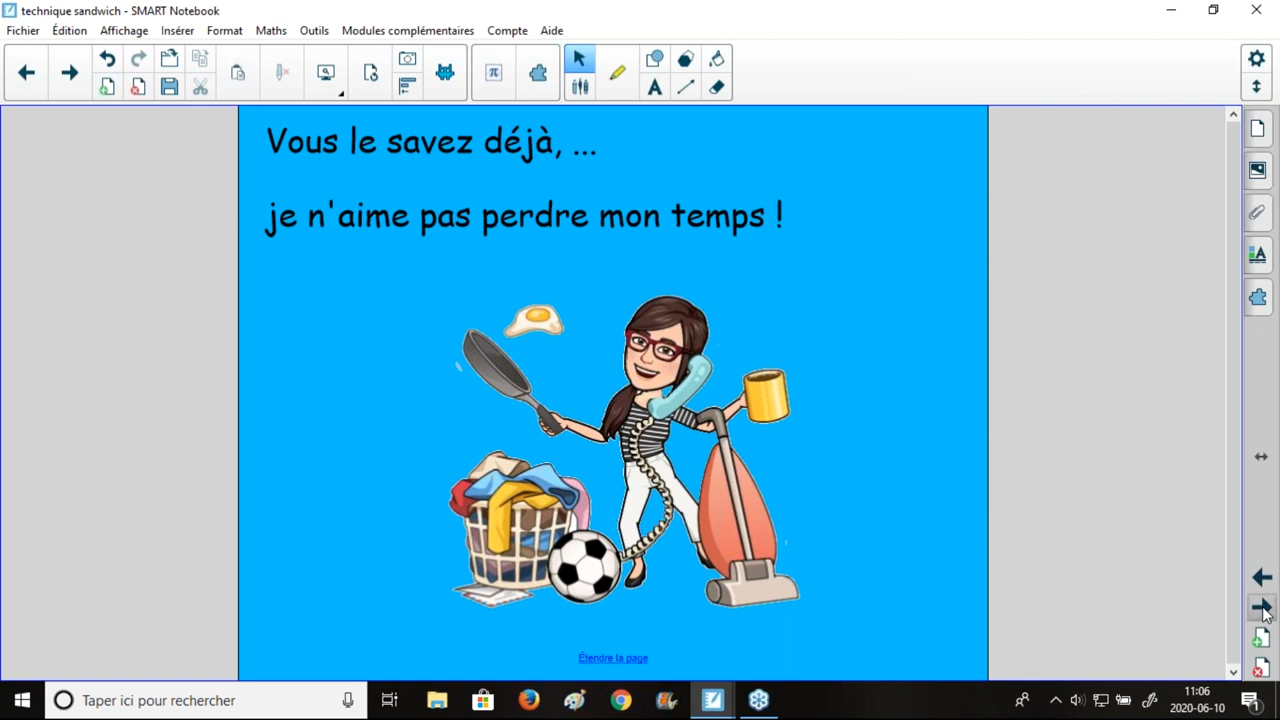 technique sandwich - SMART Notebook
Fichier Édition Affichage Insérer Format Maths Outils Modules complémentaires Compte Aide
π
A
A
Vous le savez déjà, ...
je n'aime pas perdre mon temps !
Étendre la page
Taper ici pour rechercher
11:06
2020-06-10
1